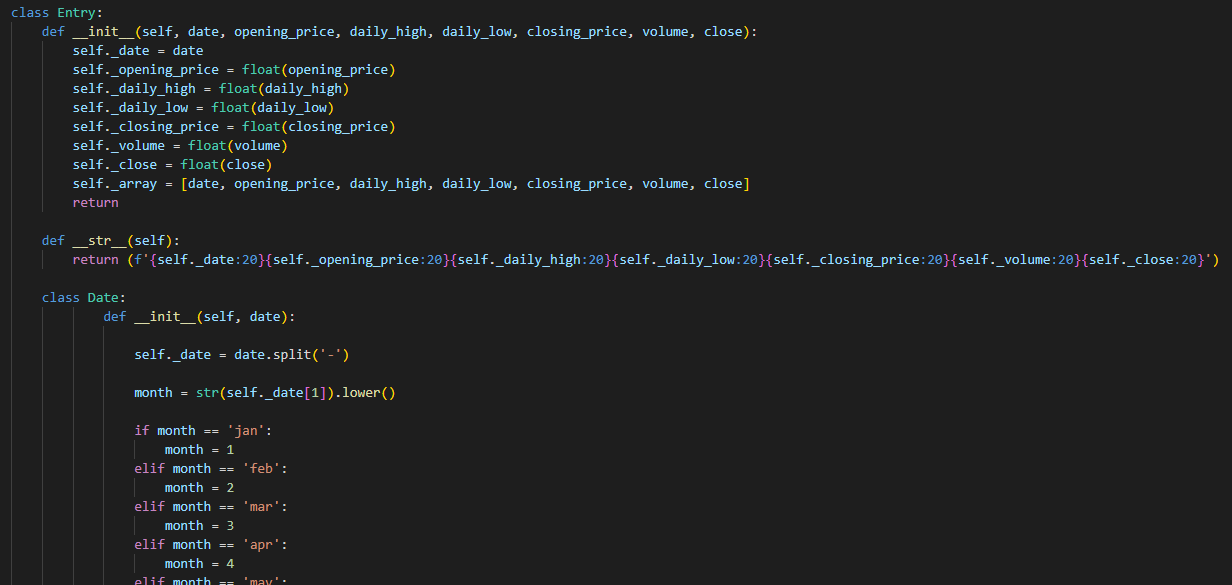 class Entry:
    def __init__(self, date, opening_price, daily_high, daily_low, closing_price, volume, close):
        self._date = date
        self._opening_price = float(opening_price)
        self._daily_high = float(daily_high)
        self._daily_low = float(daily_low)
        self._closing_price = float(closing_price)
        self._volume = float(volume)
        self._close = float(close)
        self._array = [date, opening_price, daily_high, daily_low, closing_price, volume, close]
        return
    def __str__(self):
        return (f'{self._date:20}{self._opening_price:20}{self._daily_high:20}{self._daily_low:20}{self._closing_price:20}{self._volume:20}{self._close:20}')
    class Date:
            def __init__(self, date):
                self._date = date.split('-')
                month = str(self._date[1]).lower()
                if month == 'jan':
                    month = 1
                elif month == 'feb':
                    month = 2
                elif month == 'mar':
                    month = 3
                elif month == 'apr':
                    month = 4
                elif month == 'may':